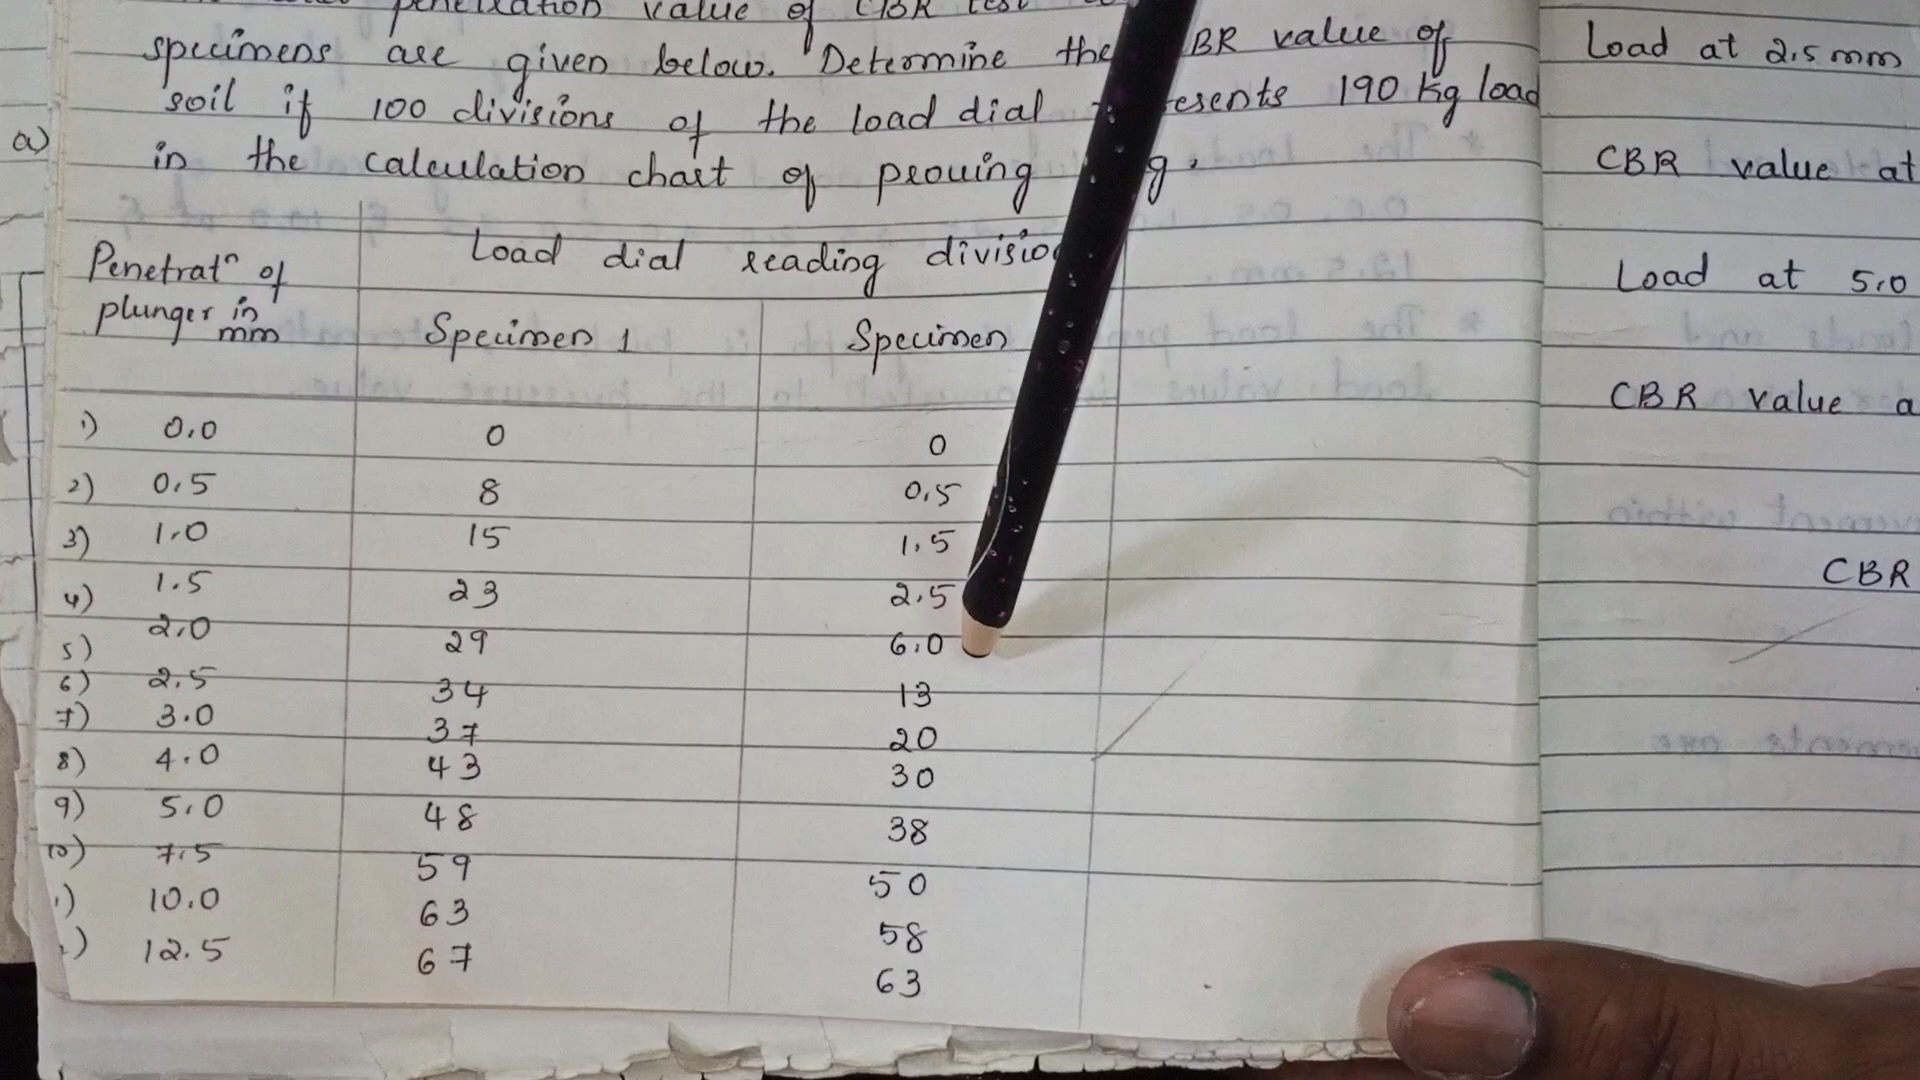 penetration value of CBR test
specimens are given below. Determine the BR value of
soil if 100 divisions of the load dial esents 190 kg load
a)
in the calculation chart of prouing g.
Penetratn of plunger in mm
Load dial reading divisio
Specimen 1 Specimen
1) 0.0 0 0
2) 0.5 8 0.5
3) 1.0 15 1.5
4) 1.5 23 2.5
5) 2.0 29 6.0
6) 2.5 34 13
7) 3.0 37 20
8) 4.0 43 30
9) 5.0 48 38
10) 7.5 59 50
) 10.0 63 58
) 12.5 67 63
Load at 2.5 mm
CBR value at
Load at 5.0
CBR value a
CBR